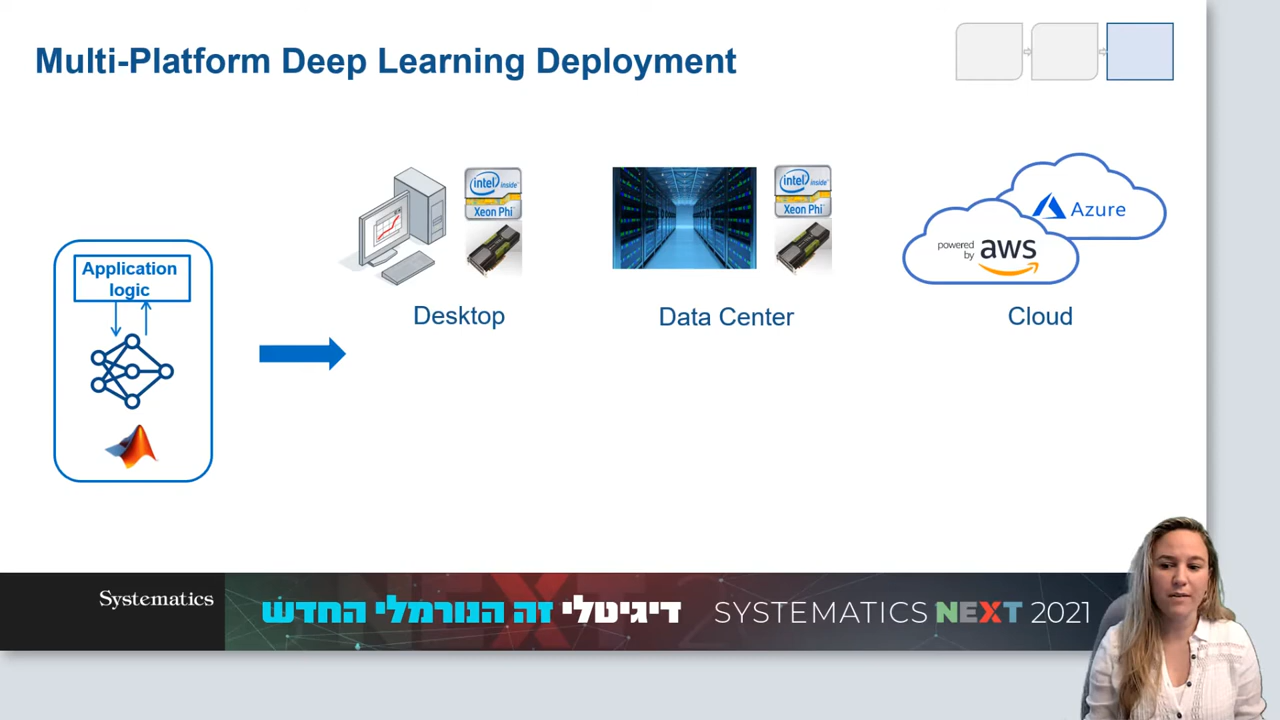 Multi-Platform Deep Learning Deployment
Application
logic
intel inside
Xeon Phi
Desktop
intel inside
Xeon Phi
Data Center
Azure
powered
by
aws
Cloud
Systematics
דיגיטלי זה הנורמלי החדש
SYSTEMATICS NEXT 2021